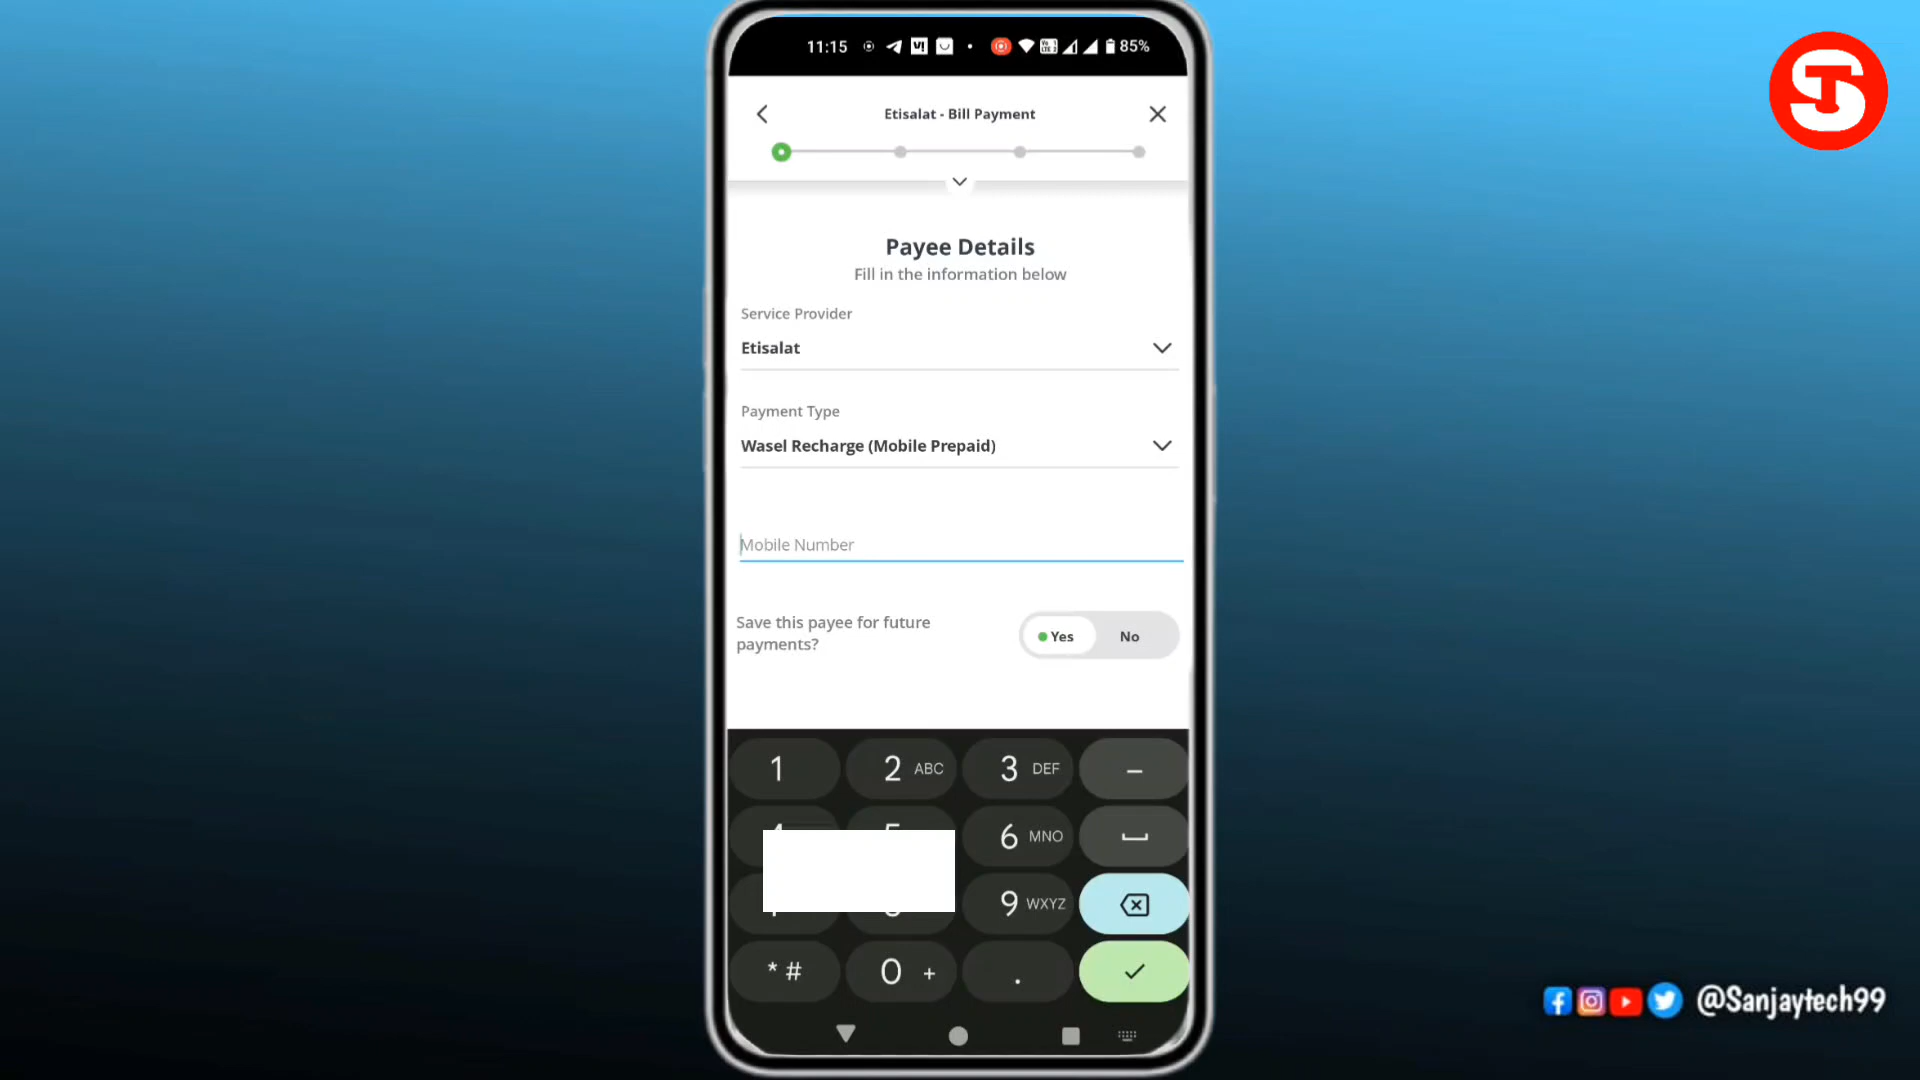 11:15 85%
Etisalat - Bill Payment
Payee Details
Fill in the information below
Service Provider
Etisalat
Payment Type
Wasel Recharge (Mobile Prepaid)
Mobile Number
Save this payee for future
payments?
Yes No
1 2 ABC 3 DEF –
6 MNO
9 WXYZ
* # 0 + .
@Sanjaytech99